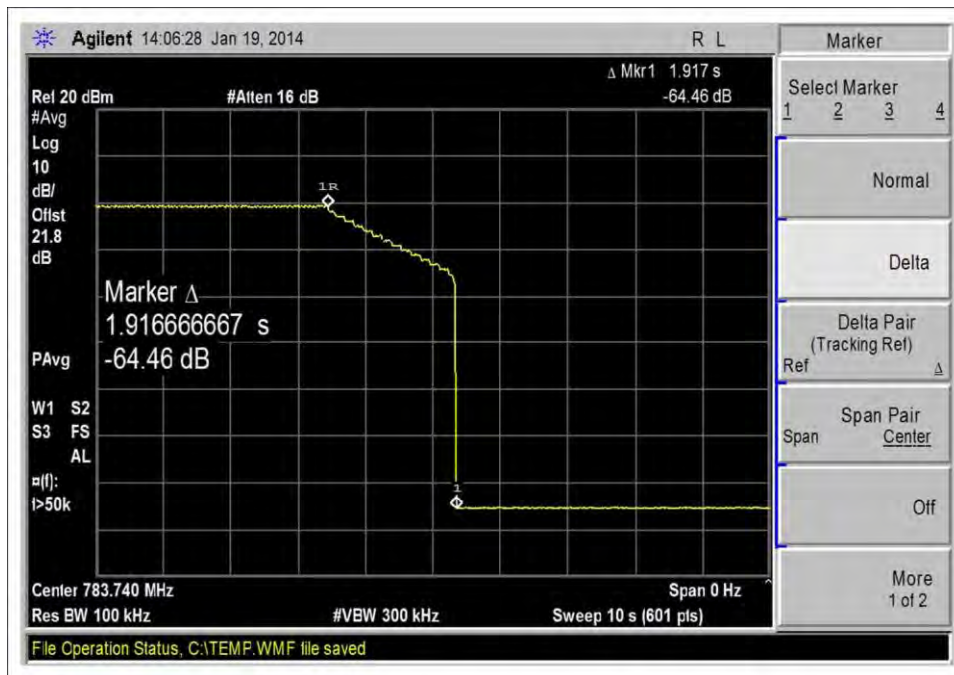 Agilent 14:06:28 Jan 19, 2014 R L
Δ Mkr1 1.917 s
Ref 20 dBm #Atten 16 dB -64.46 dB
#Avg
Log
10
dB/
Offst
21.8
dB
1R
Marker Δ
1.916666667 s
-64.46 dB
PAvg
W1 S2
S3 FS
AL
¤(f):
f>50k
1
Center 783.740 MHz Span 0 Hz
Res BW 100 kHz #VBW 300 kHz Sweep 10 s (601 pts)
File Operation Status, C:\TEMP.WMF file saved
Marker
Select Marker
1 2 3 4
Normal
Delta
Delta Pair
(Tracking Ref)
Ref Δ
Span Pair
Span Center
Off
More
1 of 2